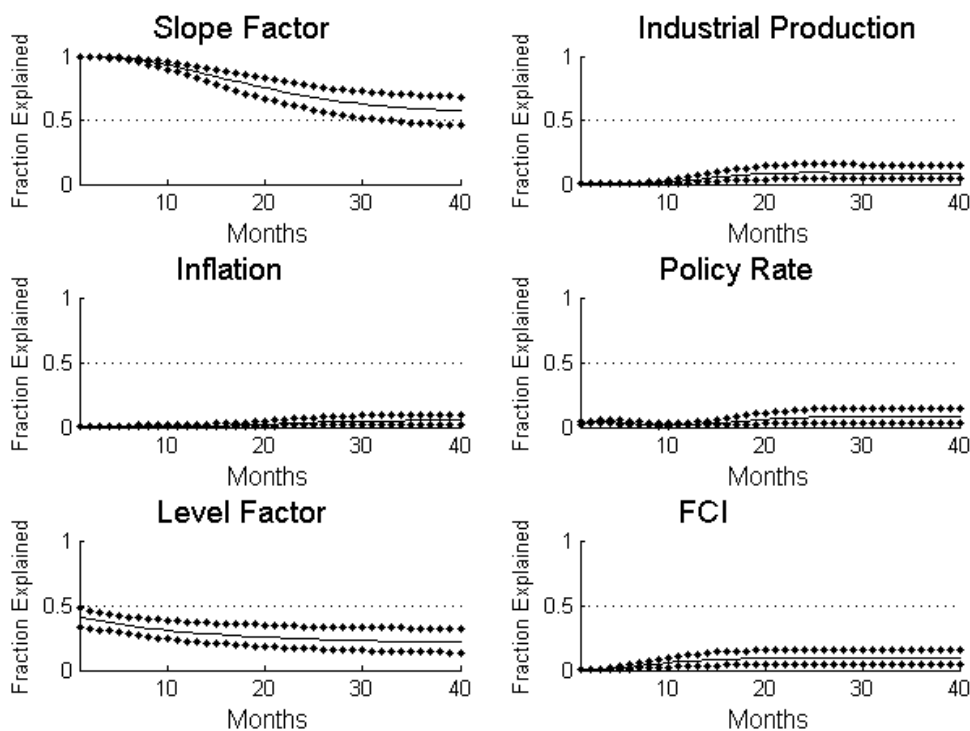 Slope Factor
Fraction Explained
1
0.5
0
10 20 30 40
Months
Industrial Production
Fraction Explained
1
0.5
0
10 20 30 40
Months
Inflation
Fraction Explained
1
0.5
0
10 20 30 40
Months
Policy Rate
Fraction Explained
1
0.5
0
10 20 30 40
Months
Level Factor
Fraction Explained
1
0.5
0
10 20 30 40
Months
FCI
Fraction Explained
1
0.5
0
10 20 30 40
Months